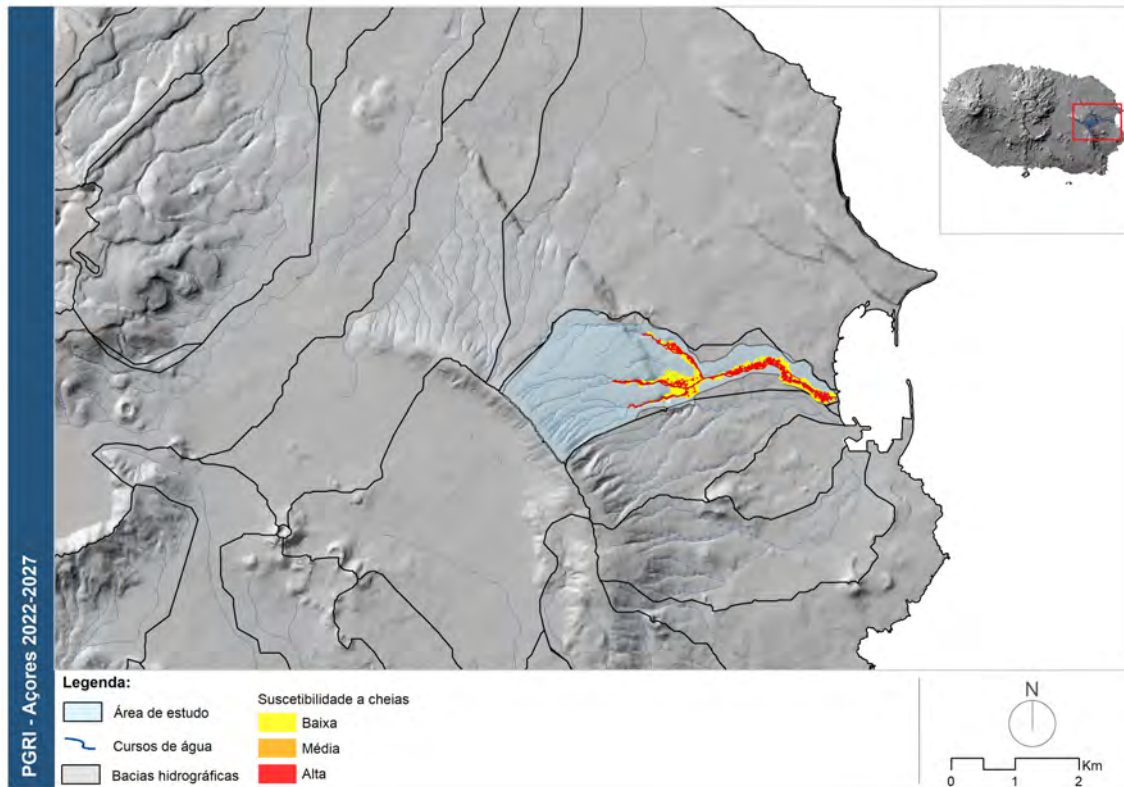 PGRI - Açores 2022-2027
Legenda:
Área de estudo
Cursos de água
Bacias hidrográficas
Suscetibilidade a cheias
Baixa
Média
Alta
N
Km
0 1 2